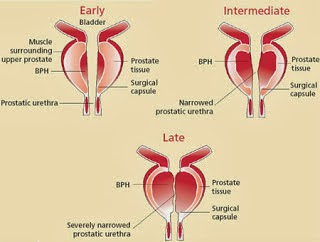 Early
Bladder
Muscle
surrounding
upper prostate
BPH
Prostatic urethra
Prostate
tissue
Surgical
capsule
Intermediate
BPH
Narrowed
prostatic urethra
Prostate
tissue
Surgical
capsule
Late
BPH
Severely narrowed
prostatic urethra
Prostate
tissue
Surgical
capsule